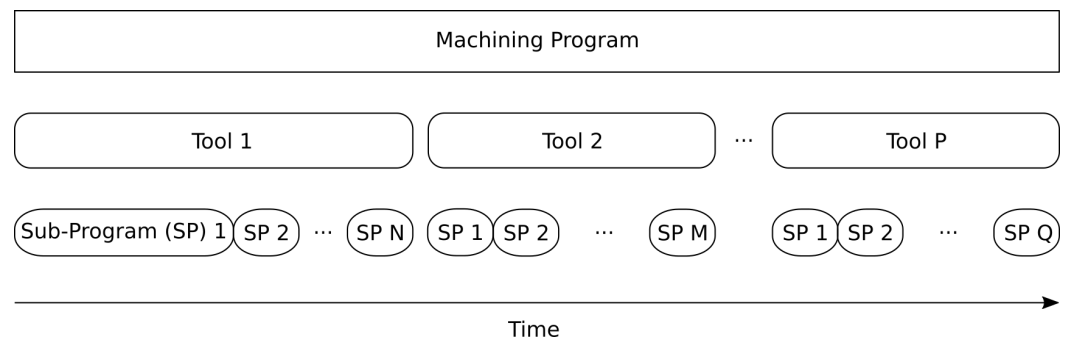 Machining Program
Tool 1 Tool 2 ... Tool P
Sub-Program (SP) 1 SP 2 ... SP N SP 1 SP 2 ... SP M SP 1 SP 2 ... SP Q
Time